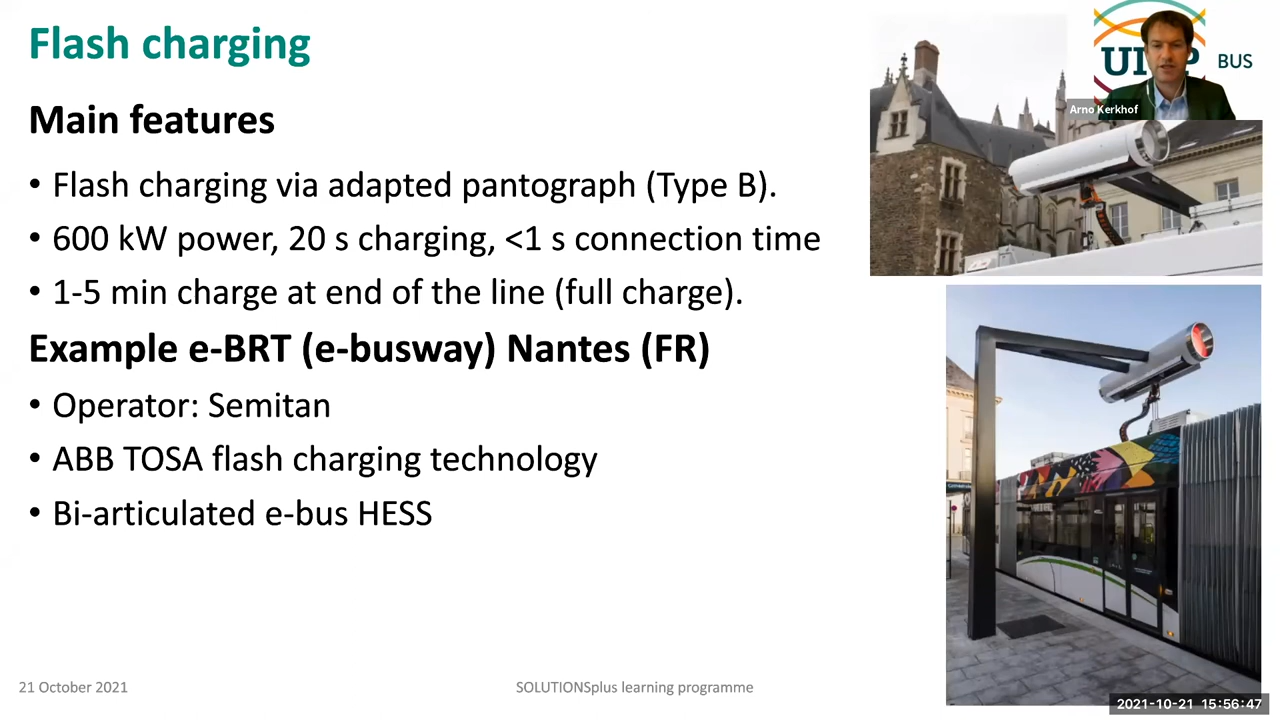 Flash charging
Main features
• Flash charging via adapted pantograph (Type B).
• 600 kW power, 20 s charging, <1 s connection time
• 1-5 min charge at end of the line (full charge).
Example e-BRT (e-busway) Nantes (FR)
• Operator: Semitan
• ABB TOSA flash charging technology
• Bi-articulated e-bus HESS
BUS
Arno Kerkhof
21 October 2021
SOLUTIONSplus learning programme
2021-10-21 15:56:47